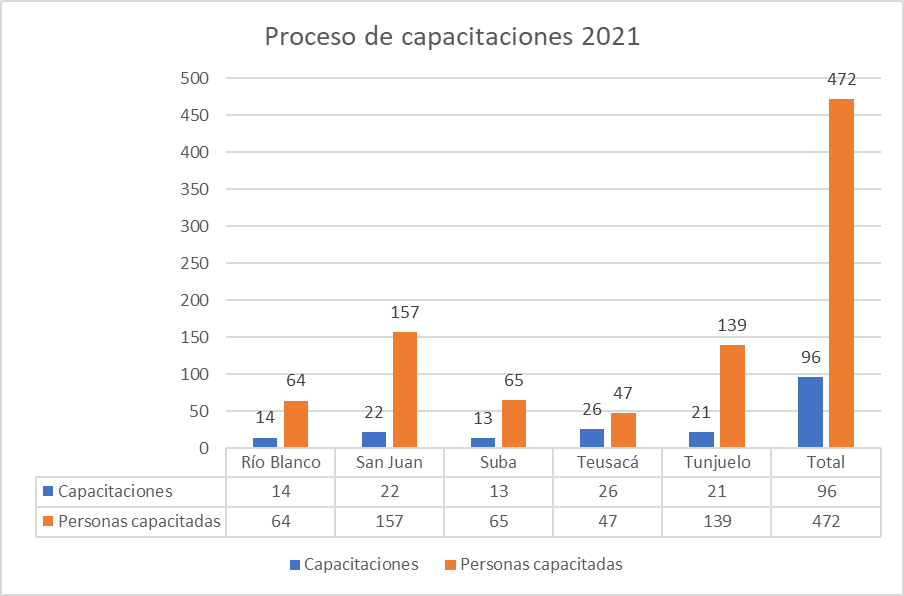 Proceso de capacitaciones 2021
500
450
400
350
300
250
200
150
100
50
0
14 64 22 157 13 65 26 47 21 139 96 472
Río Blanco San Juan Suba Teusacá Tunjuelo Total
Capacitaciones 14 22 13 26 21 96
Personas capacitadas 64 157 65 47 139 472
Capacitaciones Personas capacitadas